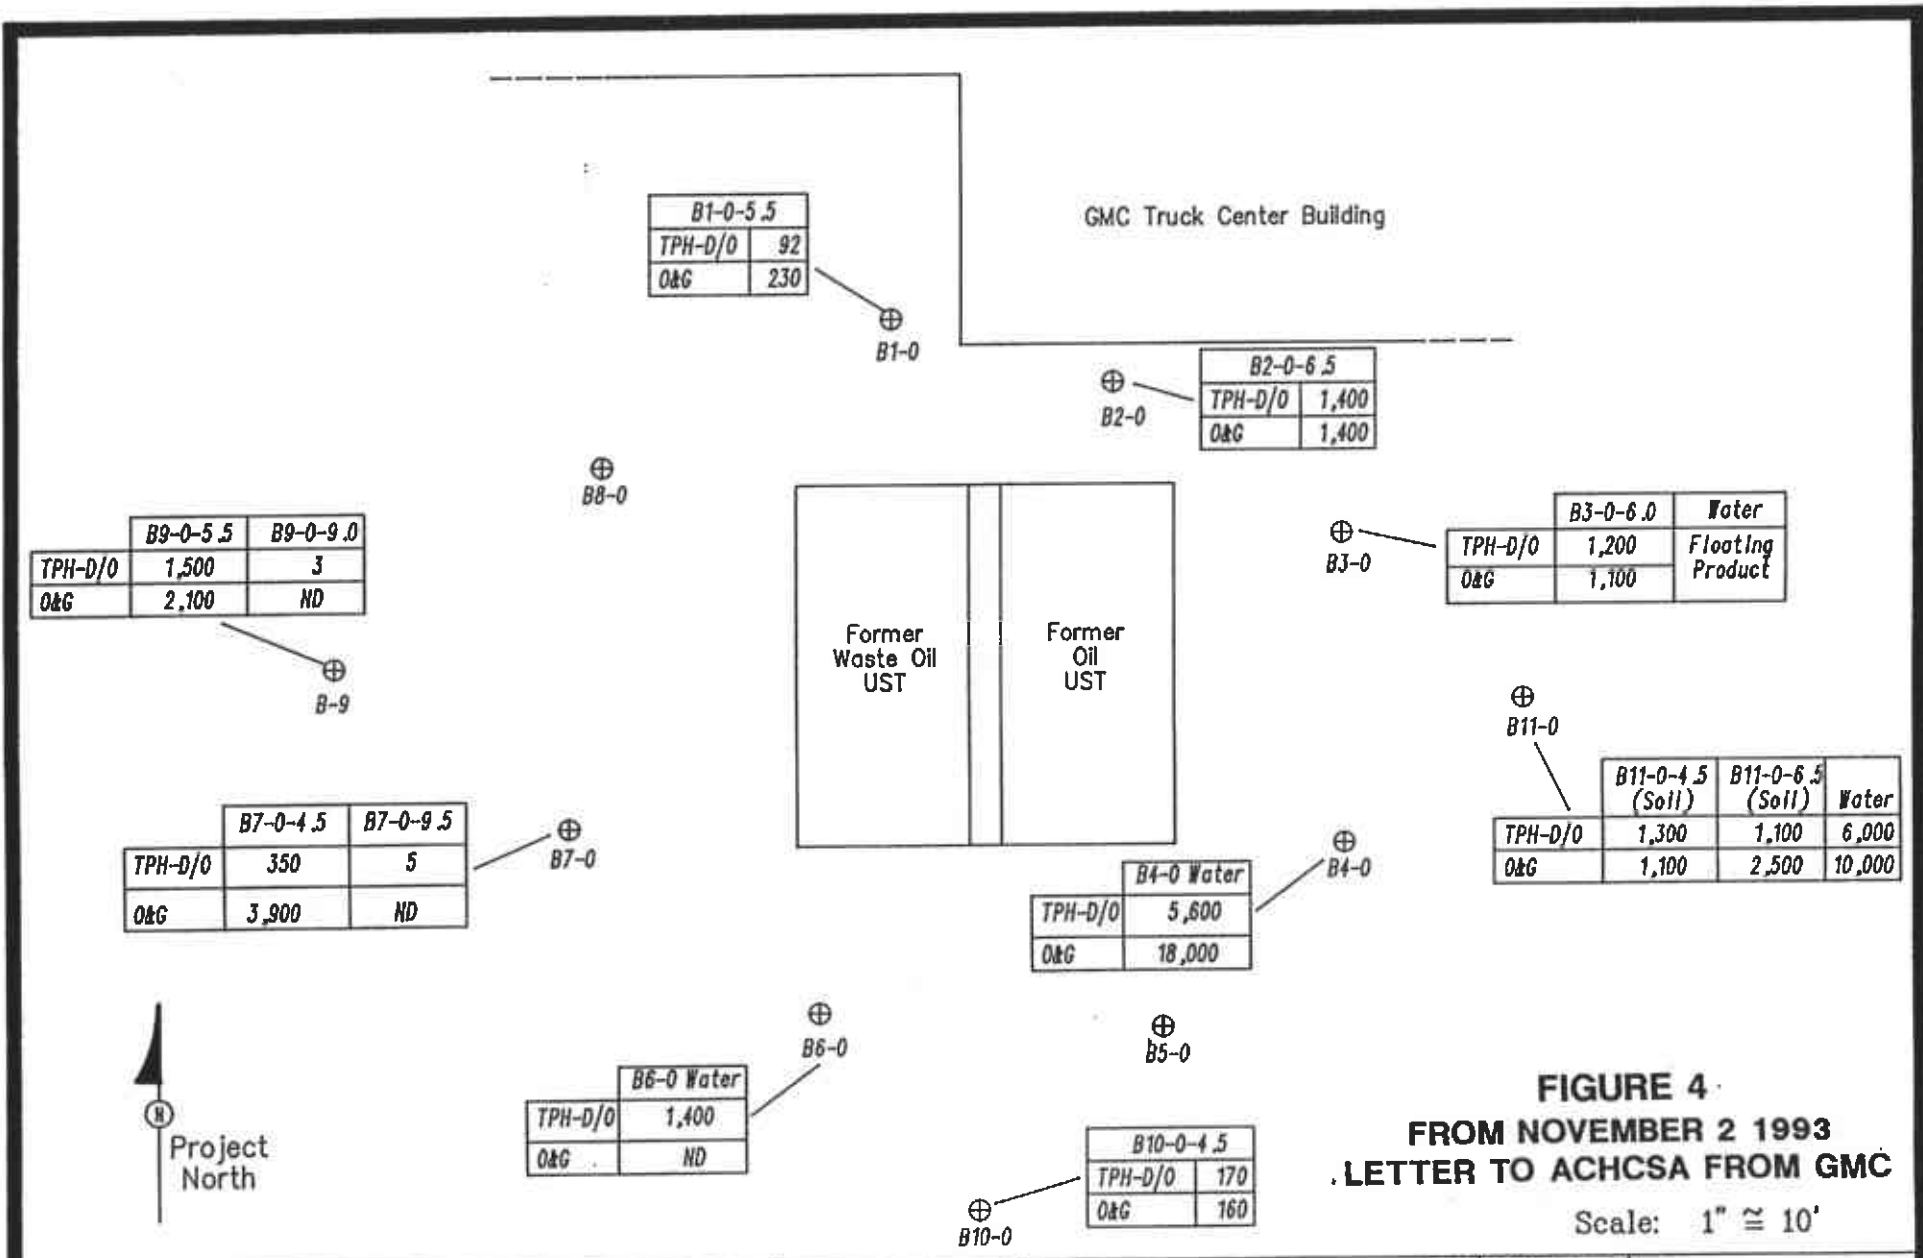 GMC Truck Center Building
B1-0-5.5
TPH-D/O 92
O&G 230
B1-0
B2-0-6.5
TPH-D/O 1,400
O&G 1,400
B2-0
B8-0
B9-0-5.5 B9-0-9.0
TPH-D/O 1,500 3
O&G 2,100 ND
B-9
B3-0-6.0 Water
TPH-D/O 1,200 Floating
O&G 1,100 Product
B3-0
Former
Waste Oil
UST
Former
Oil
UST
B11-0
B11-0-4.5 B11-0-6.5
(Soil) (Soil) Water
TPH-D/O 1,300 1,100 6,000
O&G 1,100 2,500 10,000
B7-0-4.5 B7-0-9.5
TPH-D/O 350 5
O&G 3,900 ND
B7-0
B4-0 Water
TPH-D/O 5,600
O&G 18,000
B4-0
B6-0
B5-0
B6-0 Water
TPH-D/O 1,400
O&G ND
B10-0-4.5
TPH-D/O 170
O&G 160
B10-0
N
Project
North
FIGURE 4
FROM NOVEMBER 2 1993
LETTER TO ACHCSA FROM GMC
Scale: 1" ≅ 10'